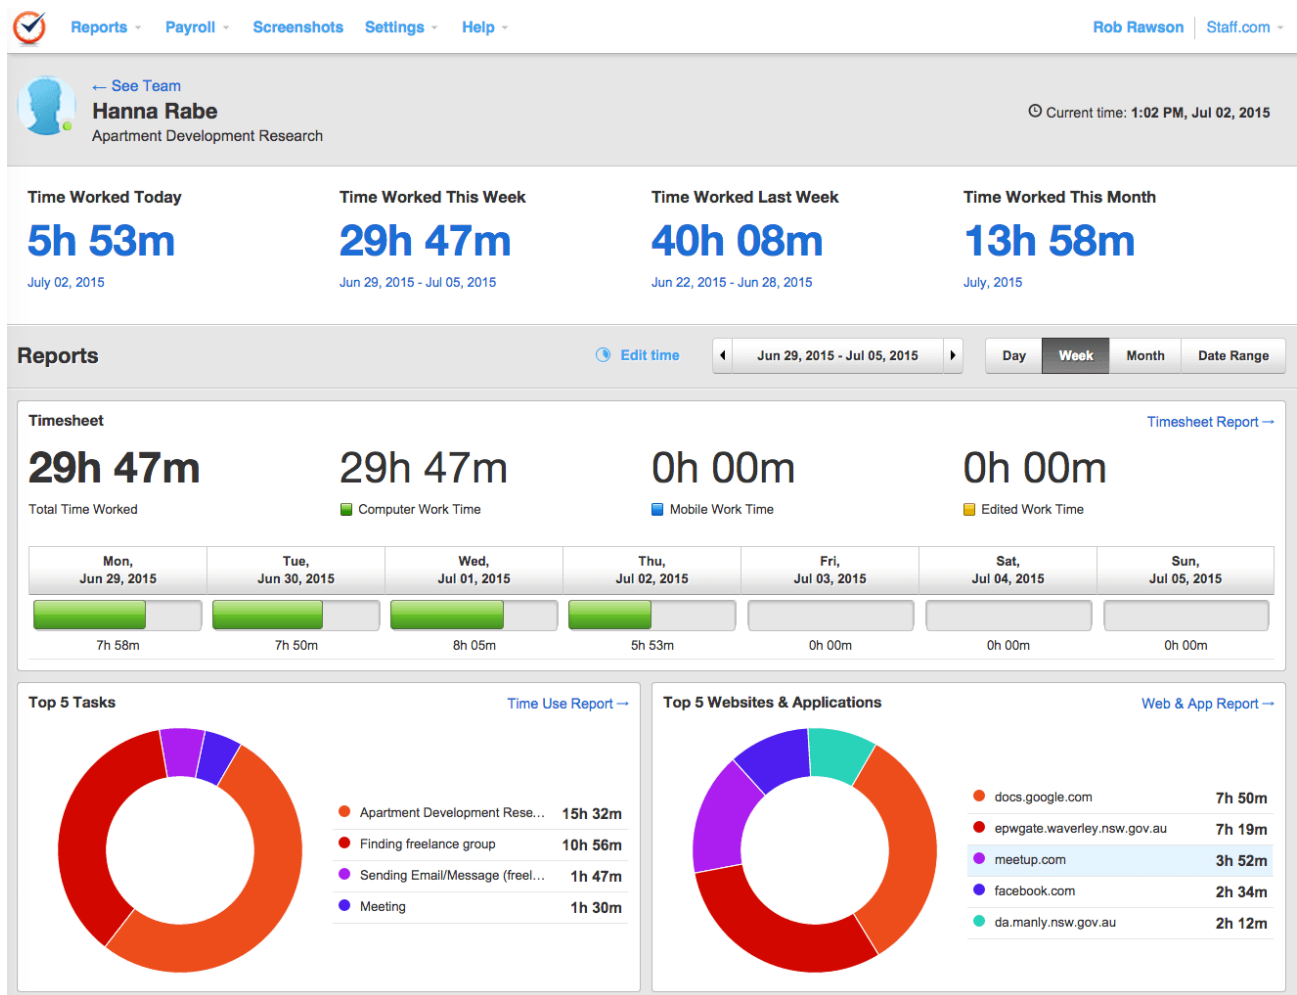 Reports Payroll Screenshots Settings Help Rob Rawson Staff.com
← See Team
Hanna Rabe
Apartment Development Research
Current time: 1:02 PM, Jul 02, 2015
Time Worked Today Time Worked This Week Time Worked Last Week Time Worked This Month
5h 53m 29h 47m 40h 08m 13h 58m
July 02, 2015 Jun 29, 2015 - Jul 05, 2015 Jun 22, 2015 - Jun 28, 2015 July, 2015
Reports Edit time Jun 29, 2015 - Jul 05, 2015 Day Week Month Date Range
Timesheet Timesheet Report →
29h 47m 29h 47m 0h 00m 0h 00m
Total Time Worked Computer Work Time Mobile Work Time Edited Work Time
Mon, Tue, Wed, Thu, Fri, Sat, Sun,
Jun 29, 2015 Jun 30, 2015 Jul 01, 2015 Jul 02, 2015 Jul 03, 2015 Jul 04, 2015 Jul 05, 2015
7h 58m 7h 50m 8h 05m 5h 53m 0h 00m 0h 00m 0h 00m
Top 5 Tasks Time Use Report →
Apartment Development Rese... 15h 32m
Finding freelance group 10h 56m
Sending Email/Message (freel... 1h 47m
Meeting 1h 30m
Top 5 Websites & Applications Web & App Report →
docs.google.com 7h 50m
epwgate.waverley.nsw.gov.au 7h 19m
meetup.com 3h 52m
facebook.com 2h 34m
da.manly.nsw.gov.au 2h 12m